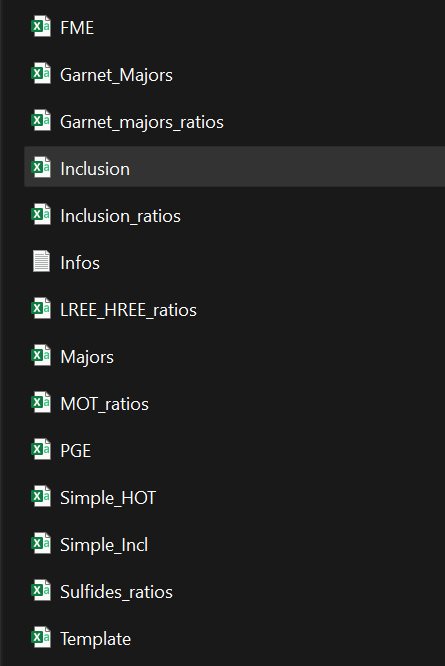 FME
Garnet_Majors
Garnet_majors_ratios
Inclusion
Inclusion_ratios
Infos
LREE_HREE_ratios
Majors
MOT_ratios
PGE
Simple_HOT
Simple_Incl
Sulfides_ratios
Template